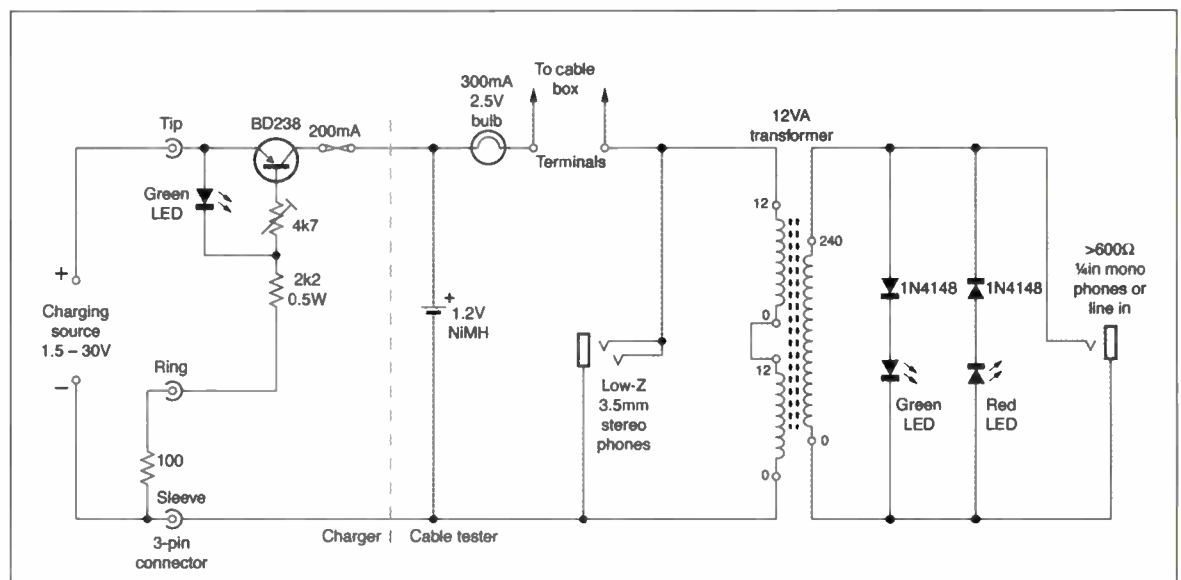 Tip
BD238
200mA
Green
LED
4k7
2k2
0.5W
+
Charging
source
1.5 – 30V
–
Ring
100
Sleeve
3-pin
connector
Charger
Cable tester
+
1.2V
NiMH
300mA
2.5V
bulb
To cable
box
Terminals
Low-Z
3.5mm
stereo
phones
12VA
transformer
12
0
12
0
240
0
1N4148
1N4148
Green
LED
Red
LED
>600Ω
¼in mono
phones or
line in